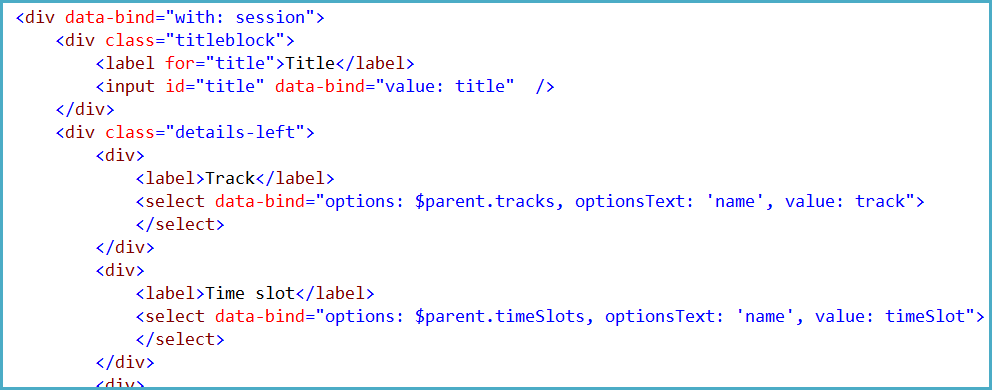 <div data-bind="with: session">
    <div class="titleblock">
        <label for="title">Title</label>
        <input id="title" data-bind="value: title"  />
    </div>
    <div class="details-left">
        <div>
            <label>Track</label>
            <select data-bind="options: $parent.tracks, optionsText: 'name', value: track">
            </select>
        </div>
        <div>
            <label>Time slot</label>
            <select data-bind="options: $parent.timeSlots, optionsText: 'name', value: timeSlot">
            </select>
        </div>
        <div>